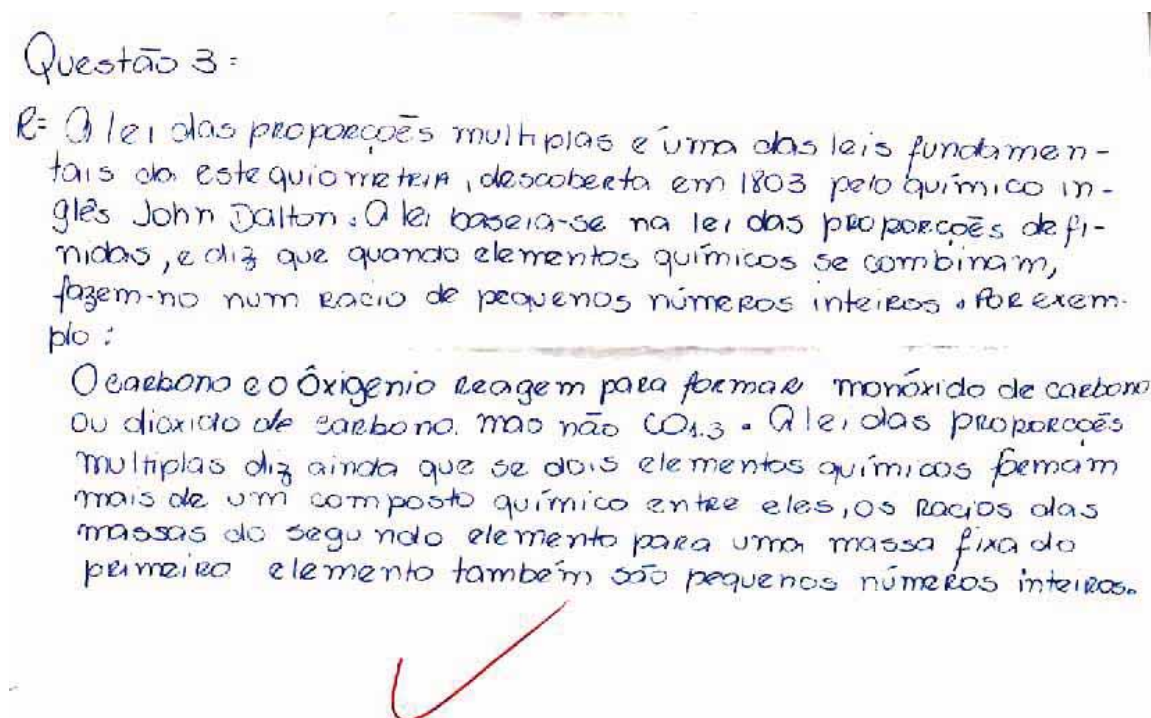 Questão 3:
R: A lei das proporções multiplas é uma das leis fundamen-
tais da estequiometria, descoberta em 1803 pelo químico in-
glês John Dalton. A lei baseia-se na lei das proporções defi-
nidas, e diz que quando elementos químicos se combinam,
fazem-no num racio de pequenos números inteiros. Por exem-
plo:
O carbono e o Óxigenio reagem para formar monóxido de carbono
ou dioxido de carbono. mas não CO1.3. A lei das proporcões
multiplas diz ainda que se dois elementos químicos formam
mais de um composto químico entre eles, os racios das
massas do segundo elemento para uma massa fixa do
primeiro elemento também são pequenos números inteiros.